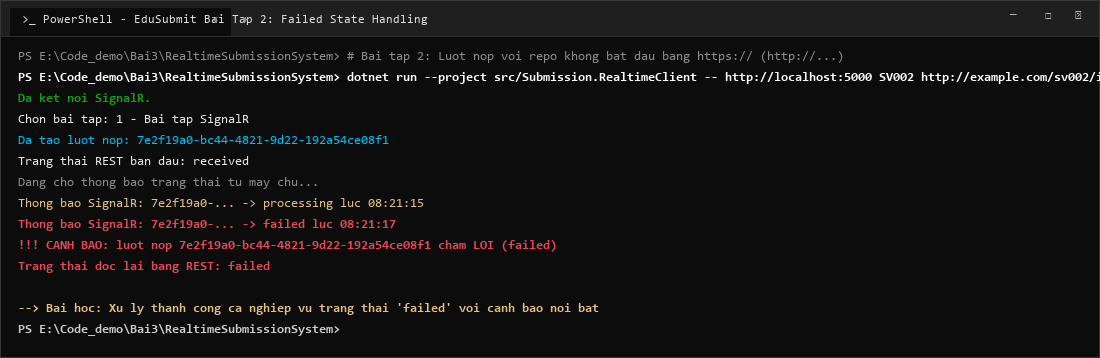 >_ PowerShell - EduSubmit Bai Tap 2: Failed State Handling
PS E:\Code_demo\Bai3\RealtimeSubmissionSystem> # Bai tap 2: Luot nop voi repo khong bat dau bang https:// (http://...)
PS E:\Code_demo\Bai3\RealtimeSubmissionSystem> dotnet run --project src/Submission.RealtimeClient -- http://localhost:5000 SV002 http://example.com/sv002/
Da ket noi SignalR.
Chon bai tap: 1 - Bai tap SignalR
Da tao luot nop: 7e2f19a0-bc44-4821-9d22-192a54ce08f1
Trang thai REST ban dau: received
Dang cho thong bao trang thai tu may chu...
Thong bao SignalR: 7e2f19a0-... -> processing luc 08:21:15
Thong bao SignalR: 7e2f19a0-... -> failed luc 08:21:17
!!! CANH BAO: luot nop 7e2f19a0-bc44-4821-9d22-192a54ce08f1 cham LOI (failed)
Trang thai doc lai bang REST: failed
--> Bai hoc: Xu ly thanh cong ca nghiep vu trang thai 'failed' voi canh bao noi bat
PS E:\Code_demo\Bai3\RealtimeSubmissionSystem>